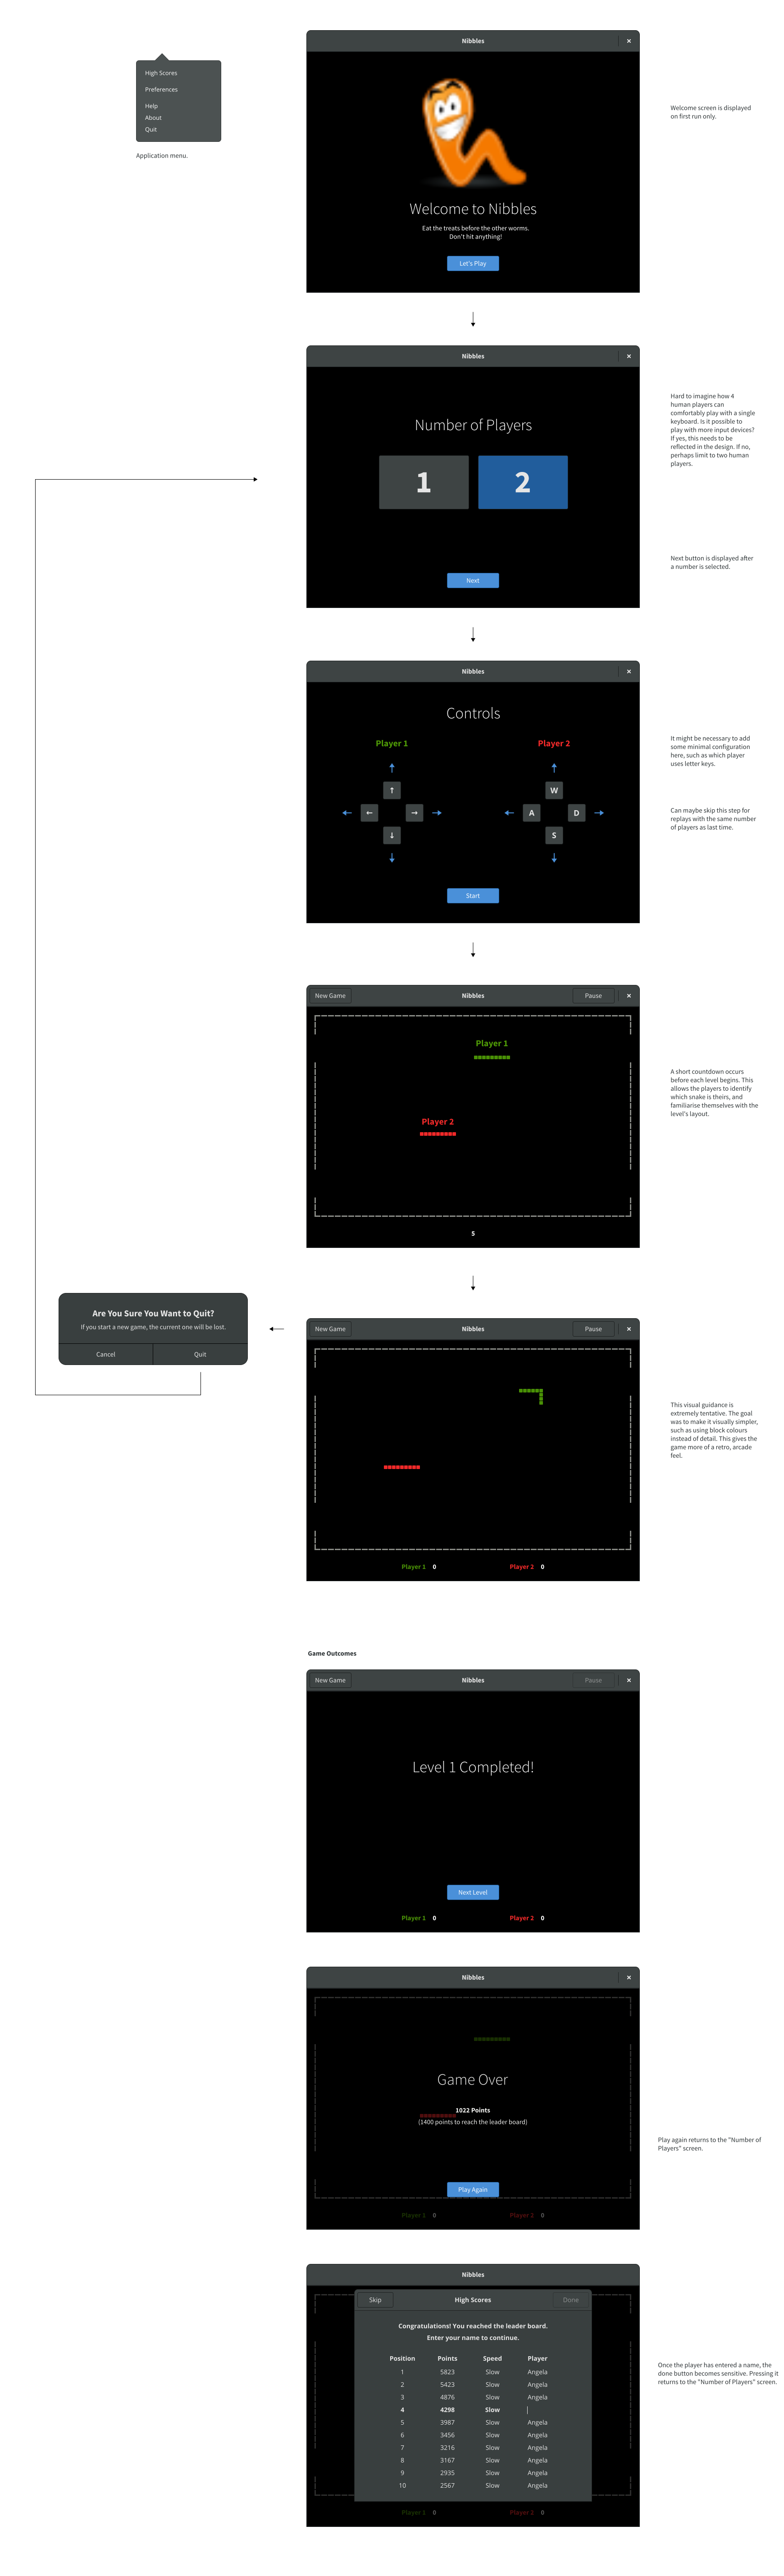 High Scores
Preferences
Help
About
Quit
Application menu.
Nibbles
×
Welcome to Nibbles
Eat the treats before the other worms.
Don't hit anything!
Let's Play
Welcome screen is displayed
on first run only.
Nibbles
×
Number of Players
1
2
Next
Hard to imagine how 4
human players can
comfortably play with a single
keyboard. Is it possible to
play with more input devices?
If yes, this needs to be
reflected in the design. If no,
perhaps limit to two human
players.
Next button is displayed after
a number is selected.
Nibbles
×
Controls
Player 1
Player 2
↑
←
→
↓
W
A
D
S
Start
It might be necessary to add
some minimal configuration
here, such as which player
uses letter keys.
Can maybe skip this step for
replays with the same number
of players as last time.
New Game
Nibbles
Pause
×
Player 1
Player 2
5
A short countdown occurs
before each level begins. This
allows the players to identify
which snake is theirs, and
familiarise themselves with the
level's layout.
Are You Sure You Want to Quit?
If you start a new game, the current one will be lost.
Cancel
Quit
New Game
Nibbles
Pause
×
Player 1 0
Player 2 0
This visual guidance is
extremely tentative. The goal
was to make it visually simpler,
such as using block colours
instead of detail. This gives the
game more of a retro, arcade
feel.
Game Outcomes
New Game
Nibbles
Pause
×
Level 1 Completed!
Next Level
Player 1 0
Player 2 0
Nibbles
×
Game Over
1022 Points
(1400 points to reach the leader board)
Play Again
Player 1 0
Player 2 0
Play again returns to the "Number of
Players" screen.
Nibbles
Skip
High Scores
Done
Congratulations! You reached the leader board.
Enter your name to continue.
Position Points Speed Player
1 5823 Slow Angela
2 5423 Slow Angela
3 4876 Slow Angela
4 4298 Slow
5 3987 Slow Angela
6 3456 Slow Angela
7 3216 Slow Angela
8 3167 Slow Angela
9 2935 Slow Angela
10 2567 Slow Angela
Player 1 0
Player 2 0
Once the player has entered a name, the
done button becomes sensitive. Pressing it
returns to the "Number of Players" screen.